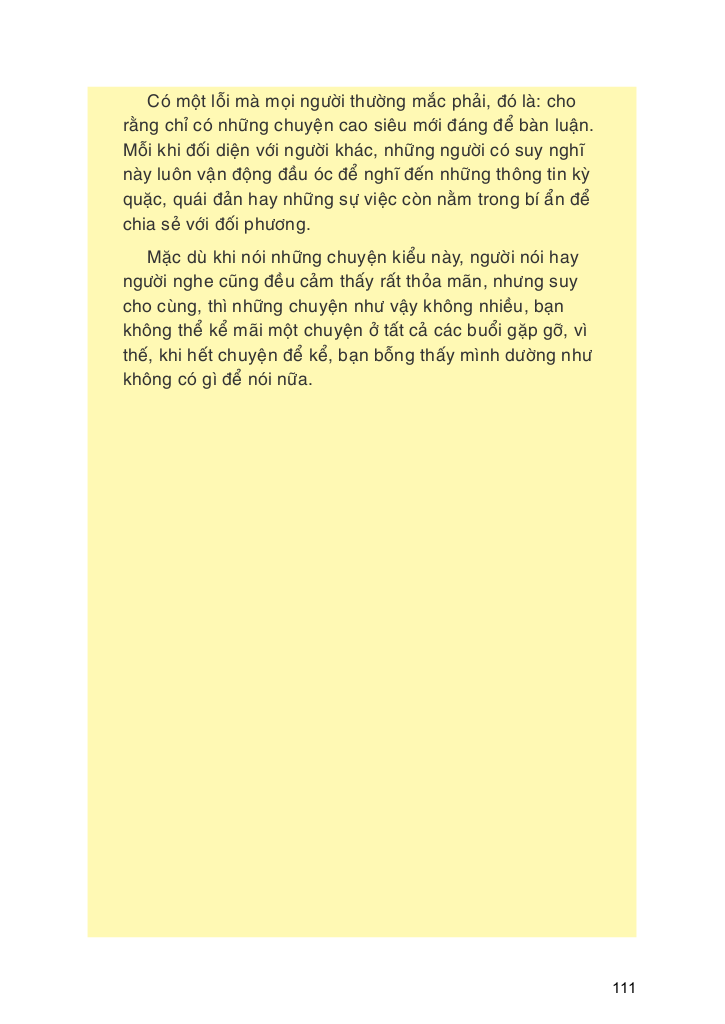 Có một lỗi mà mọi người thường mắc phải, đó là: cho
rằng chỉ có những chuyện cao siêu mới đáng để bàn luận.
Mỗi khi đối diện với người khác, những người có suy nghĩ
này luôn vận động đầu óc để nghĩ đến những thông tin kỳ
quặc, quái đản hay những sự việc còn nằm trong bí ẩn để
chia sẻ với đối phương.
Mặc dù khi nói những chuyện kiểu này, người nói hay
người nghe cũng đều cảm thấy rất thỏa mãn, nhưng suy
cho cùng, thì những chuyện như vậy không nhiều, bạn
không thể kể mãi một chuyện ở tất cả các buổi gặp gỡ, vì
thế, khi hết chuyện để kể, bạn bỗng thấy mình dường như
không có gì để nói nữa.
111